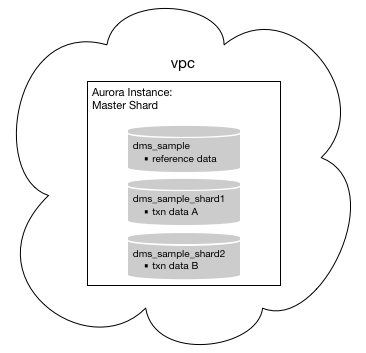 vpc
Aurora Instance:
Master Shard
dms_sample
▪ reference data
dms_sample_shard1
▪ txn data A
dms_sample_shard2
▪ txn data B